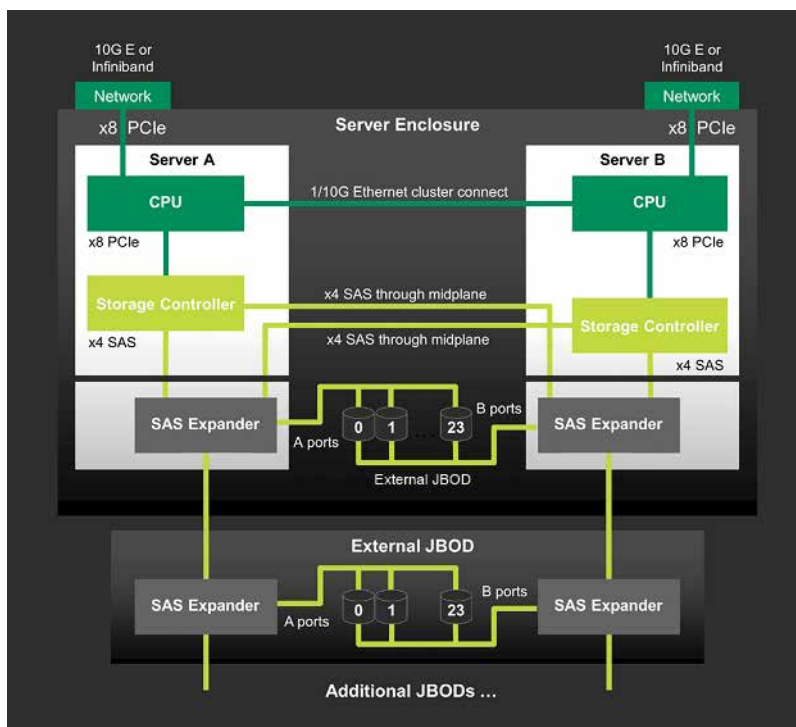 10G E or
Infiniband
10G E or
Infiniband
Network
Network
x8 PCIe
Server Enclosure
x8 PCIe
Server A
Server B
CPU
1/10G Ethernet cluster connect
CPU
x8 PCIe
x8 PCIe
Storage Controller
x4 SAS through midplane
Storage Controller
x4 SAS
x4 SAS through midplane
x4 SAS
SAS Expander
A ports
0
1
...
23
B ports
SAS Expander
External JBOD
External JBOD
SAS Expander
A ports
0
1
23
B ports
SAS Expander
Additional JBODs ...